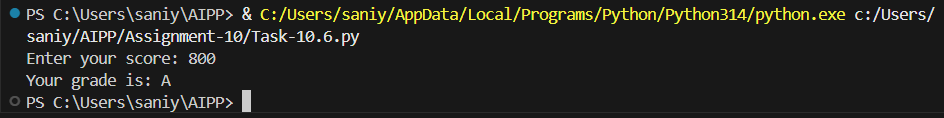 PS C:\Users\saniy\AIPP> & C:/Users/saniy/AppData/Local/Programs/Python/Python314/python.exe c:/Users/
saniy/AIPP/Assignment-10/Task-10.6.py
Enter your score: 800
Your grade is: A
PS C:\Users\saniy\AIPP>